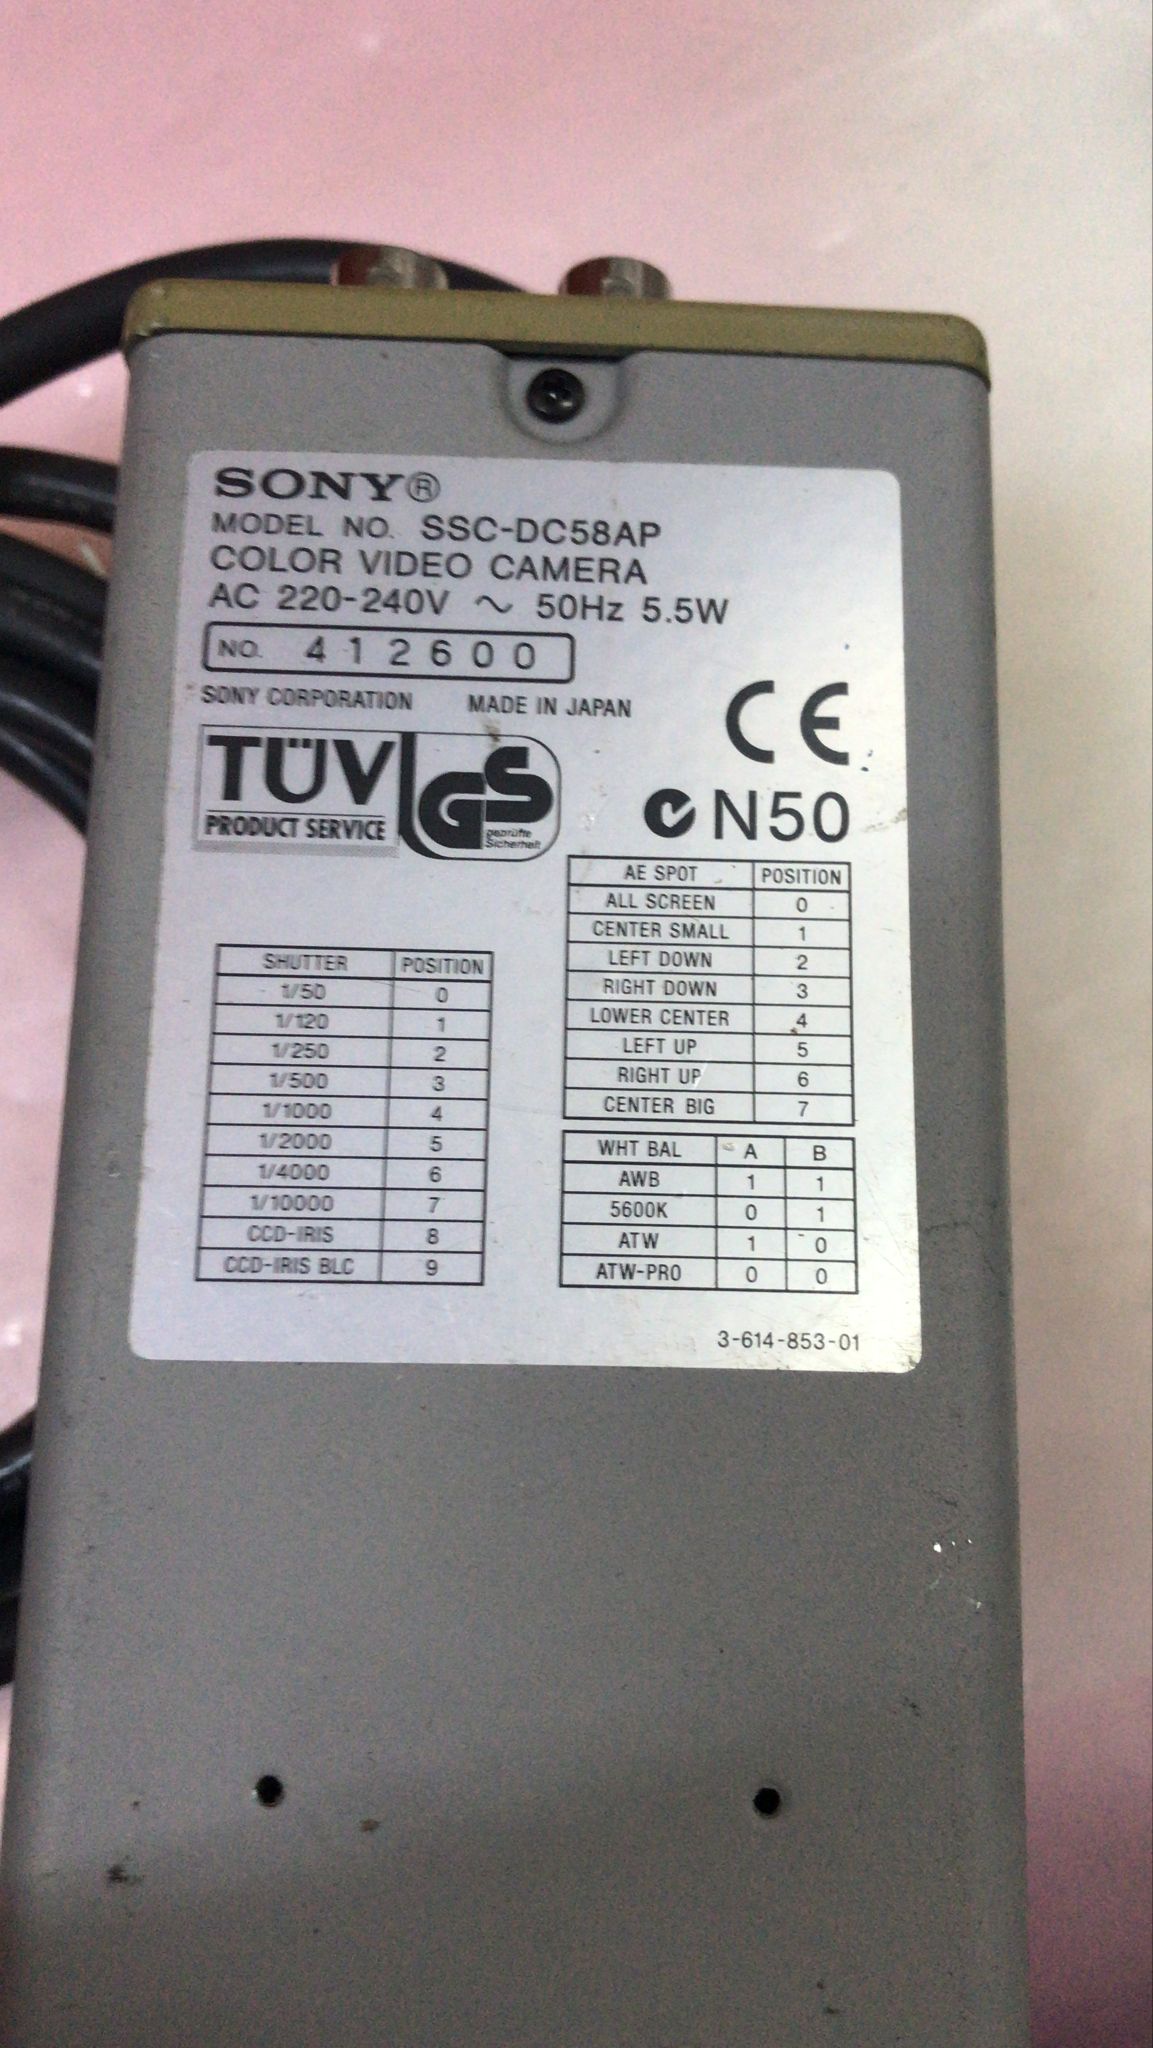 SONY®
MODEL NO. SSC-DC58AP
COLOR VIDEO CAMERA
AC 220-240V ~ 50Hz 5.5W
NO. 412600
SONY CORPORATION MADE IN JAPAN
CE
N50
TÜV
PRODUCT SERVICE
GS
geprüfte
Sicherheit
SHUTTER POSITION
1/50 0
1/120 1
1/250 2
1/500 3
1/1000 4
1/2000 5
1/4000 6
1/10000 7
CCD-IRIS 8
CCD-IRIS BLC 9
AE SPOT POSITION
ALL SCREEN 0
CENTER SMALL 1
LEFT DOWN 2
RIGHT DOWN 3
LOWER CENTER 4
LEFT UP 5
RIGHT UP 6
CENTER BIG 7
WHT BAL A B
AWB 1 1
5600K 0 1
ATW 1 0
ATW-PRO 0 0
3-614-853-01